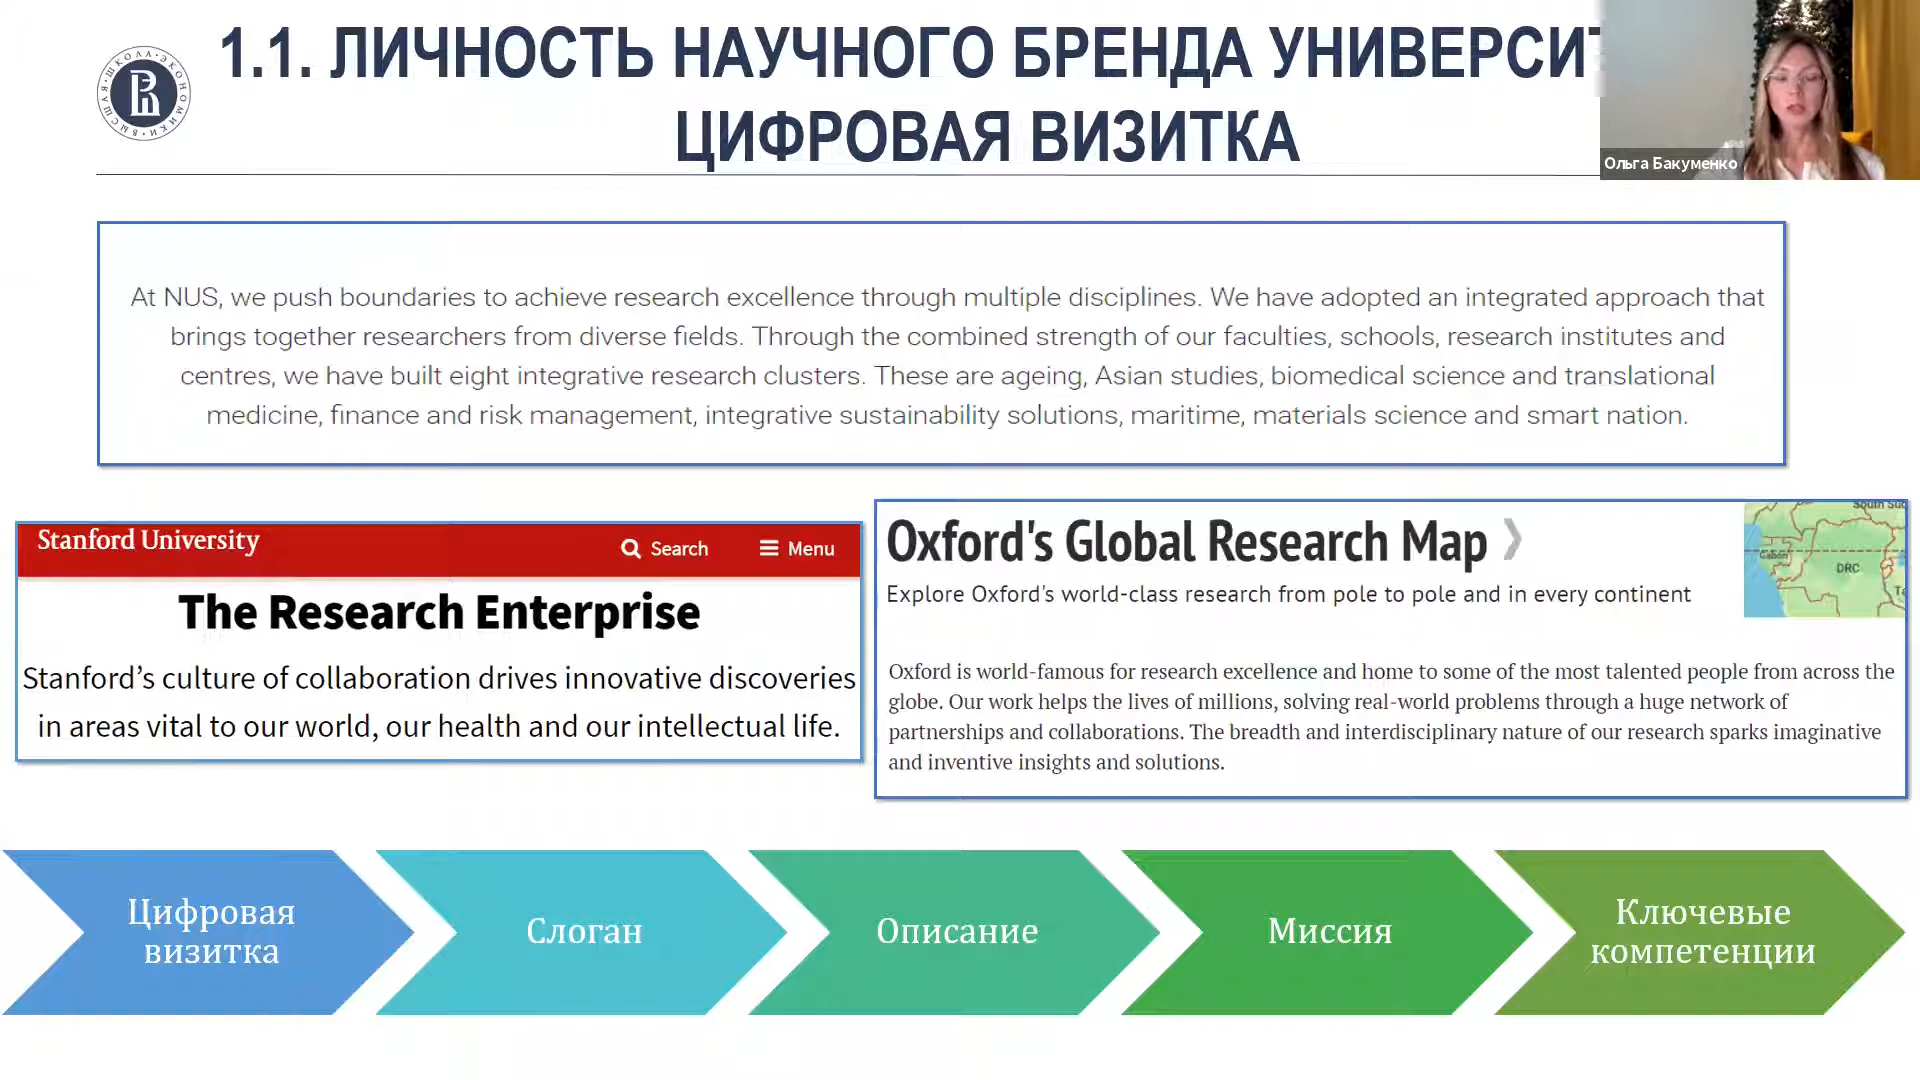 1.1. ЛИЧНОСТЬ НАУЧНОГО БРЕНДА УНИВЕРСИТ
ЦИФРОВАЯ ВИЗИТКА
ВЫСШАЯ ШКОЛА ЭКОНОМИКИ
Ольга Бакуменко
At NUS, we push boundaries to achieve research excellence through multiple disciplines. We have adopted an integrated approach that
brings together researchers from diverse fields. Through the combined strength of our faculties, schools, research institutes and
centres, we have built eight integrative research clusters. These are ageing, Asian studies, biomedical science and translational
medicine, finance and risk management, integrative sustainability solutions, maritime, materials science and smart nation.
Stanford University
Search
Menu
The Research Enterprise
Stanford’s culture of collaboration drives innovative discoveries
in areas vital to our world, our health and our intellectual life.
Oxford's Global Research Map
Explore Oxford's world-class research from pole to pole and in every continent
South Sud
Gabon
DRC
Ta
Oxford is world-famous for research excellence and home to some of the most talented people from across the
globe. Our work helps the lives of millions, solving real-world problems through a huge network of
partnerships and collaborations. The breadth and interdisciplinary nature of our research sparks imaginative
and inventive insights and solutions.
Цифровая
визитка
Слоган
Описание
Миссия
Ключевые
компетенции